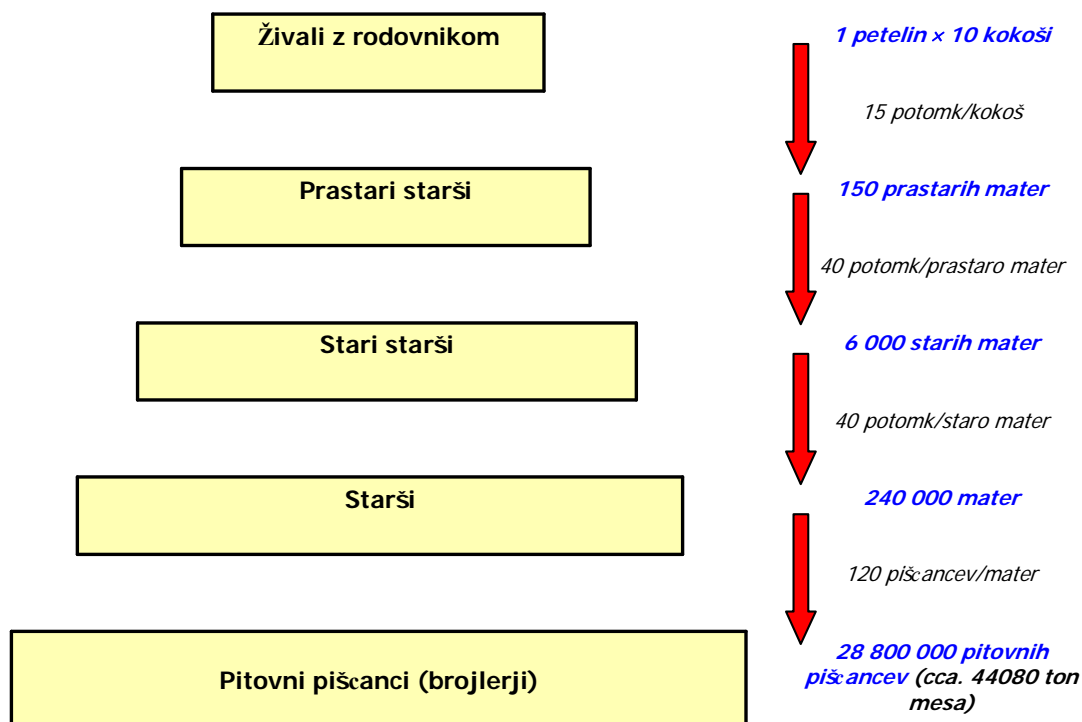 Živali z rodovnikom
1 petelin × 10 kokoši
15 potomk/kokoš
Prastari starši
150 prastarih mater
40 potomk/prastaro mater
Stari starši
6 000 starih mater
40 potomk/staro mater
Starši
240 000 mater
120 piščancev/mater
Pitovni piščanci (brojlerji)
28 800 000 pitovnih
piščancev (cca. 44080 ton
mesa)